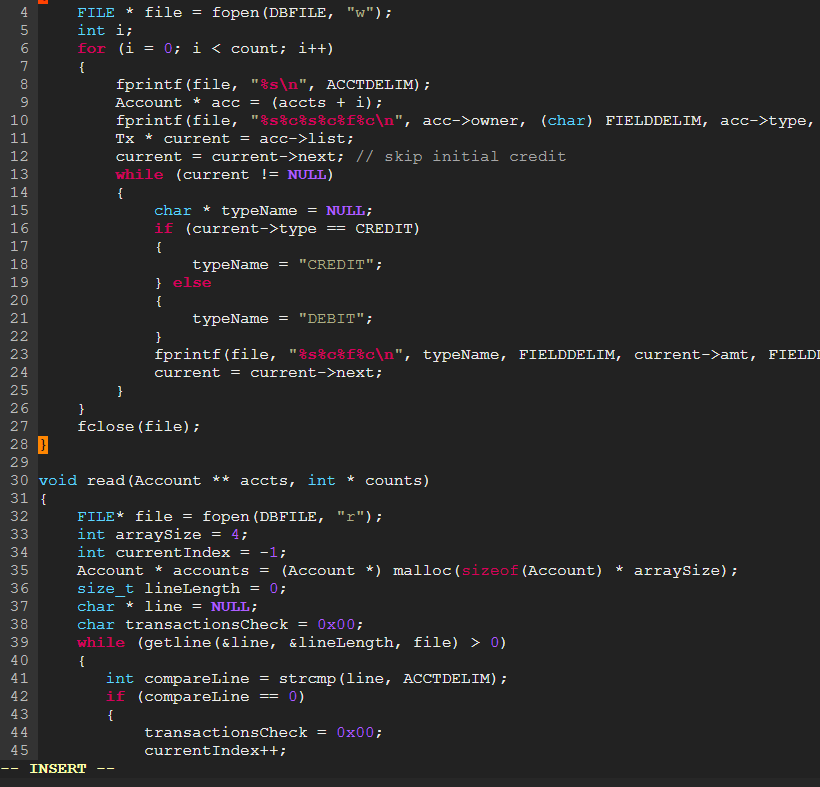 4     FILE * file = fopen(DBFILE, "w");
5     int i;
6     for (i = 0; i < count; i++)
7     {
8         fprintf(file, "%s\n", ACCTDELIM);
9         Account * acc = (accts + i);
10         fprintf(file, "%s%c%s%c%f%c\n", acc->owner, (char) FIELDDELIM, acc->type,
11         Tx * current = acc->list;
12         current = current->next; // skip initial credit
13         while (current != NULL)
14         {
15             char * typeName = NULL;
16             if (current->type == CREDIT)
17             {
18                 typeName = "CREDIT";
19             } else
20             {
21                 typeName = "DEBIT";
22             }
23             fprintf(file, "%s%c%f%c\n", typeName, FIELDDELIM, current->amt, FIELD
24             current = current->next;
25         }
26     }
27     fclose(file);
28 }
29
30 void read(Account ** accts, int * counts)
31 {
32     FILE* file = fopen(DBFILE, "r");
33     int arraySize = 4;
34     int currentIndex = -1;
35     Account * accounts = (Account *) malloc(sizeof(Account) * arraySize);
36     size_t lineLength = 0;
37     char * line = NULL;
38     char transactionsCheck = 0x00;
39     while (getline(&line, &lineLength, file) > 0)
40     {
41        int compareLine = strcmp(line, ACCTDELIM);
42        if (compareLine == 0)
43        {
44            transactionsCheck = 0x00;
45            currentIndex++;
-- INSERT --